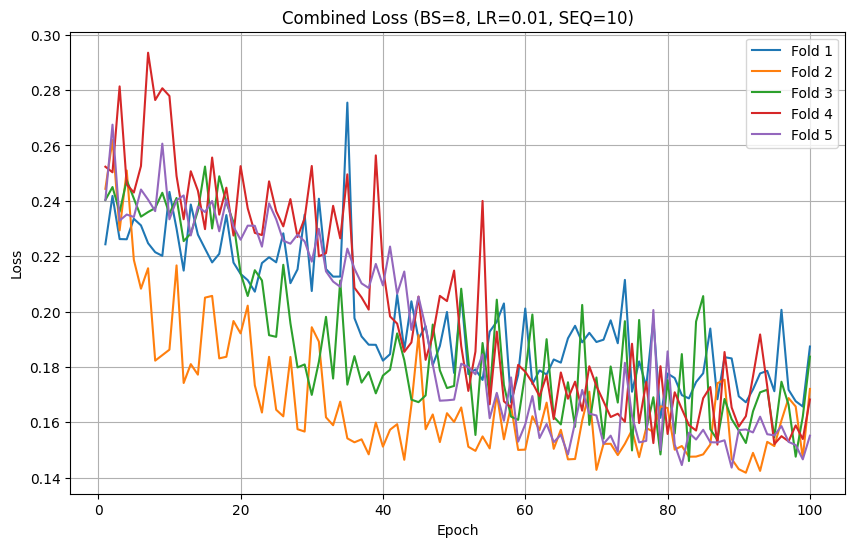 Combined Loss (BS=8, LR=0.01, SEQ=10)
Loss
0.30
0.28
0.26
0.24
0.22
0.20
0.18
0.16
0.14
Fold 1
Fold 2
Fold 3
Fold 4
Fold 5
0
20
40
60
80
100
Epoch